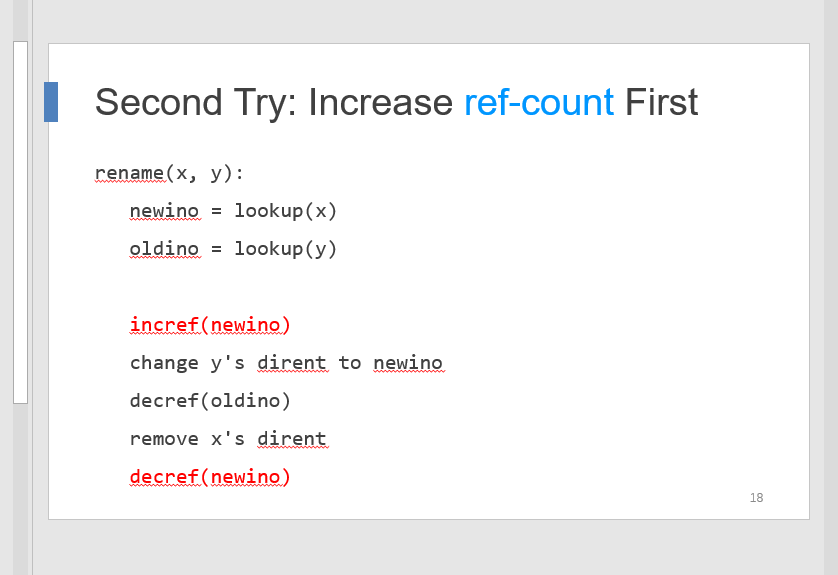 Second Try: Increase ref-count First
rename(x, y):
newino = lookup(x)
oldino = lookup(y)
incref(newino)
change y's dirent to newino
decref(oldino)
remove x's dirent
decref(newino)
18